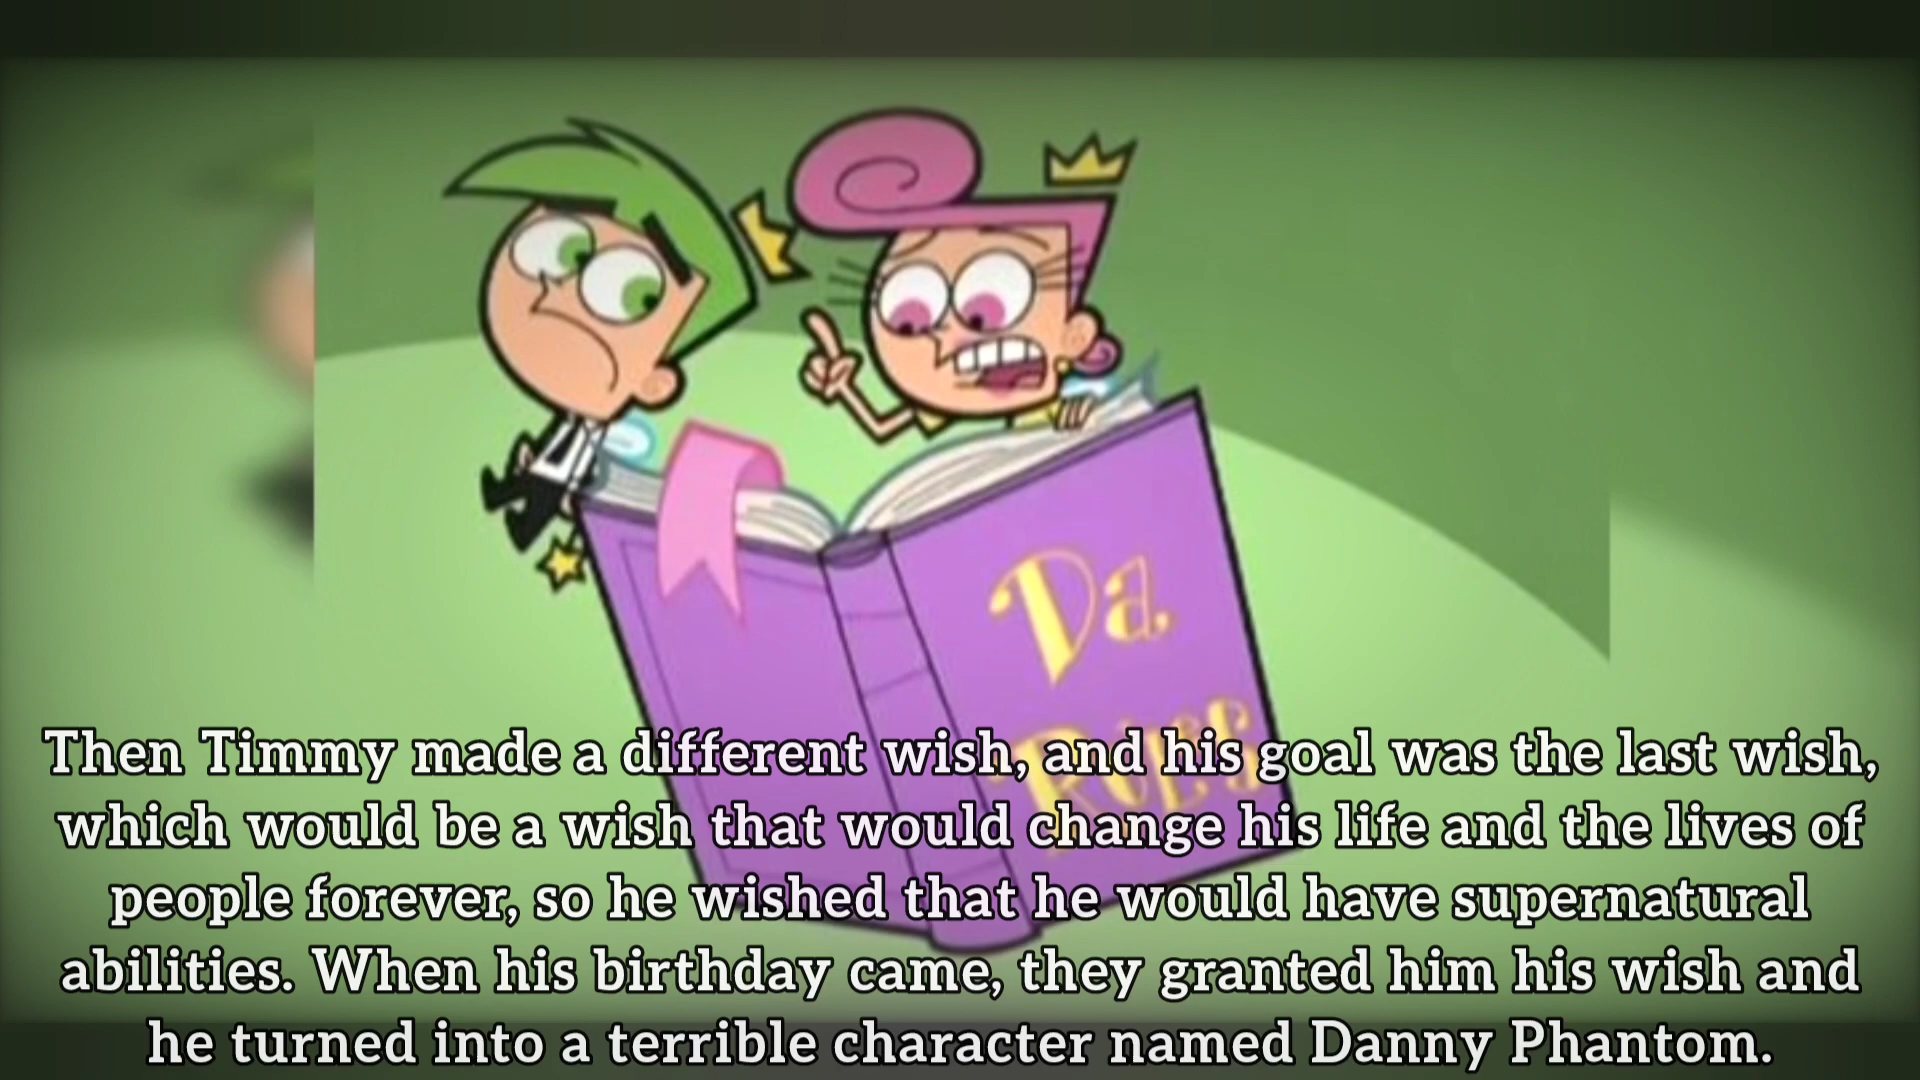 Da
Rules
Then Timmy made a different wish, and his goal was the last wish,
which would be a wish that would change his life and the lives of
people forever, so he wished that he would have supernatural
abilities. When his birthday came, they granted him his wish and
he turned into a terrible character named Danny Phantom.